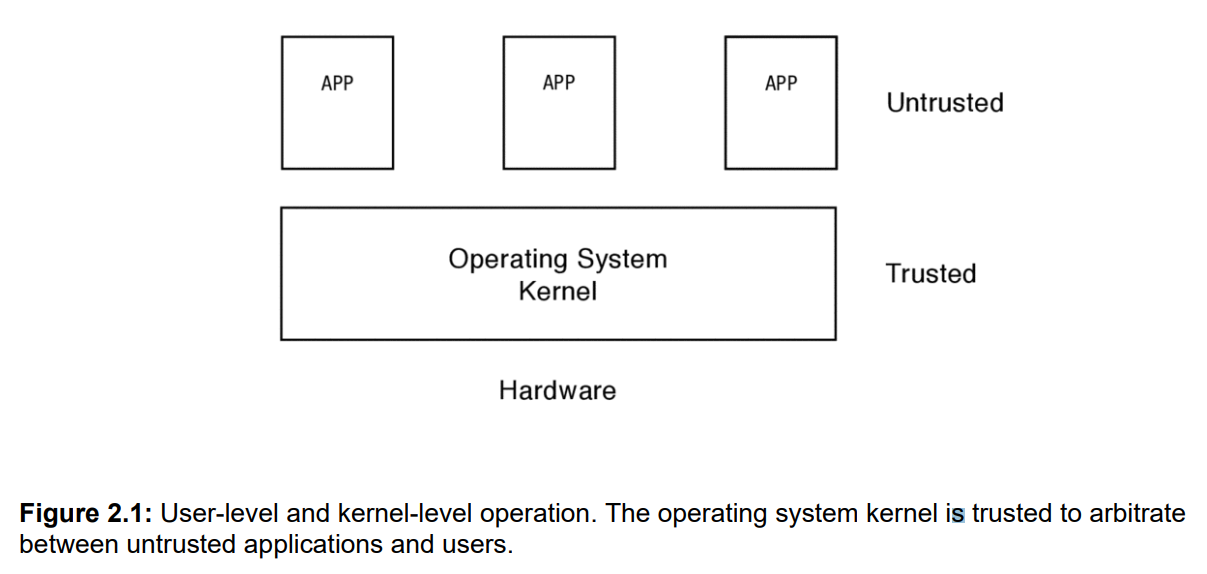 APP APP APP
Untrusted
Operating System
Kernel
Trusted
Hardware
Figure 2.1: User-level and kernel-level operation. The operating system kernel is trusted to arbitrate
between untrusted applications and users.